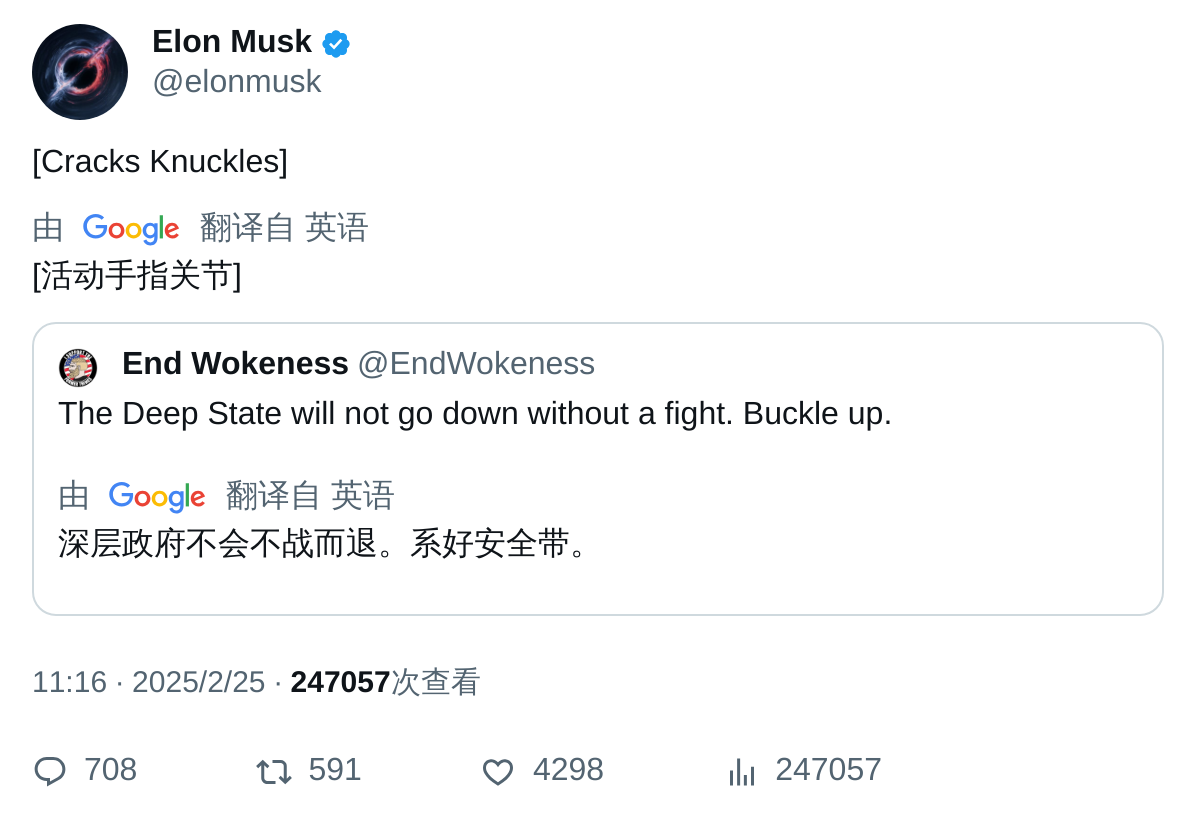 Elon Musk
@elonmusk
[Cracks Knuckles]
由 Google 翻译自 英语
[活动手指关节]
End Wokeness @EndWokeness
The Deep State will not go down without a fight. Buckle up.
由 Google 翻译自 英语
深层政府不会不战而退。系好安全带。
11:16 · 2025/2/25 · 247057次查看
708 591 4298 247057